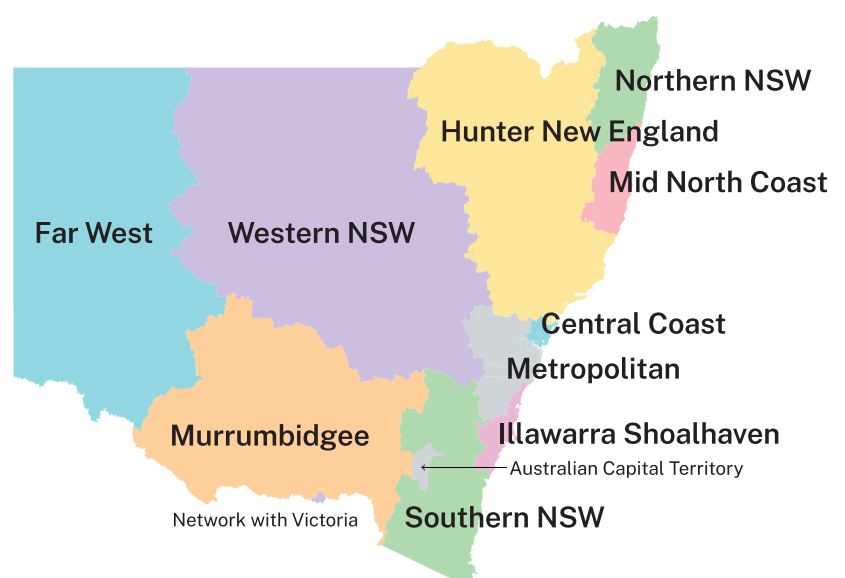 Northern NSW
Hunter New England
Mid North Coast
Far West
Western NSW
Central Coast
Metropolitan
Murrumbidgee
Illawarra Shoalhaven
Australian Capital Territory
Network with Victoria
Southern NSW